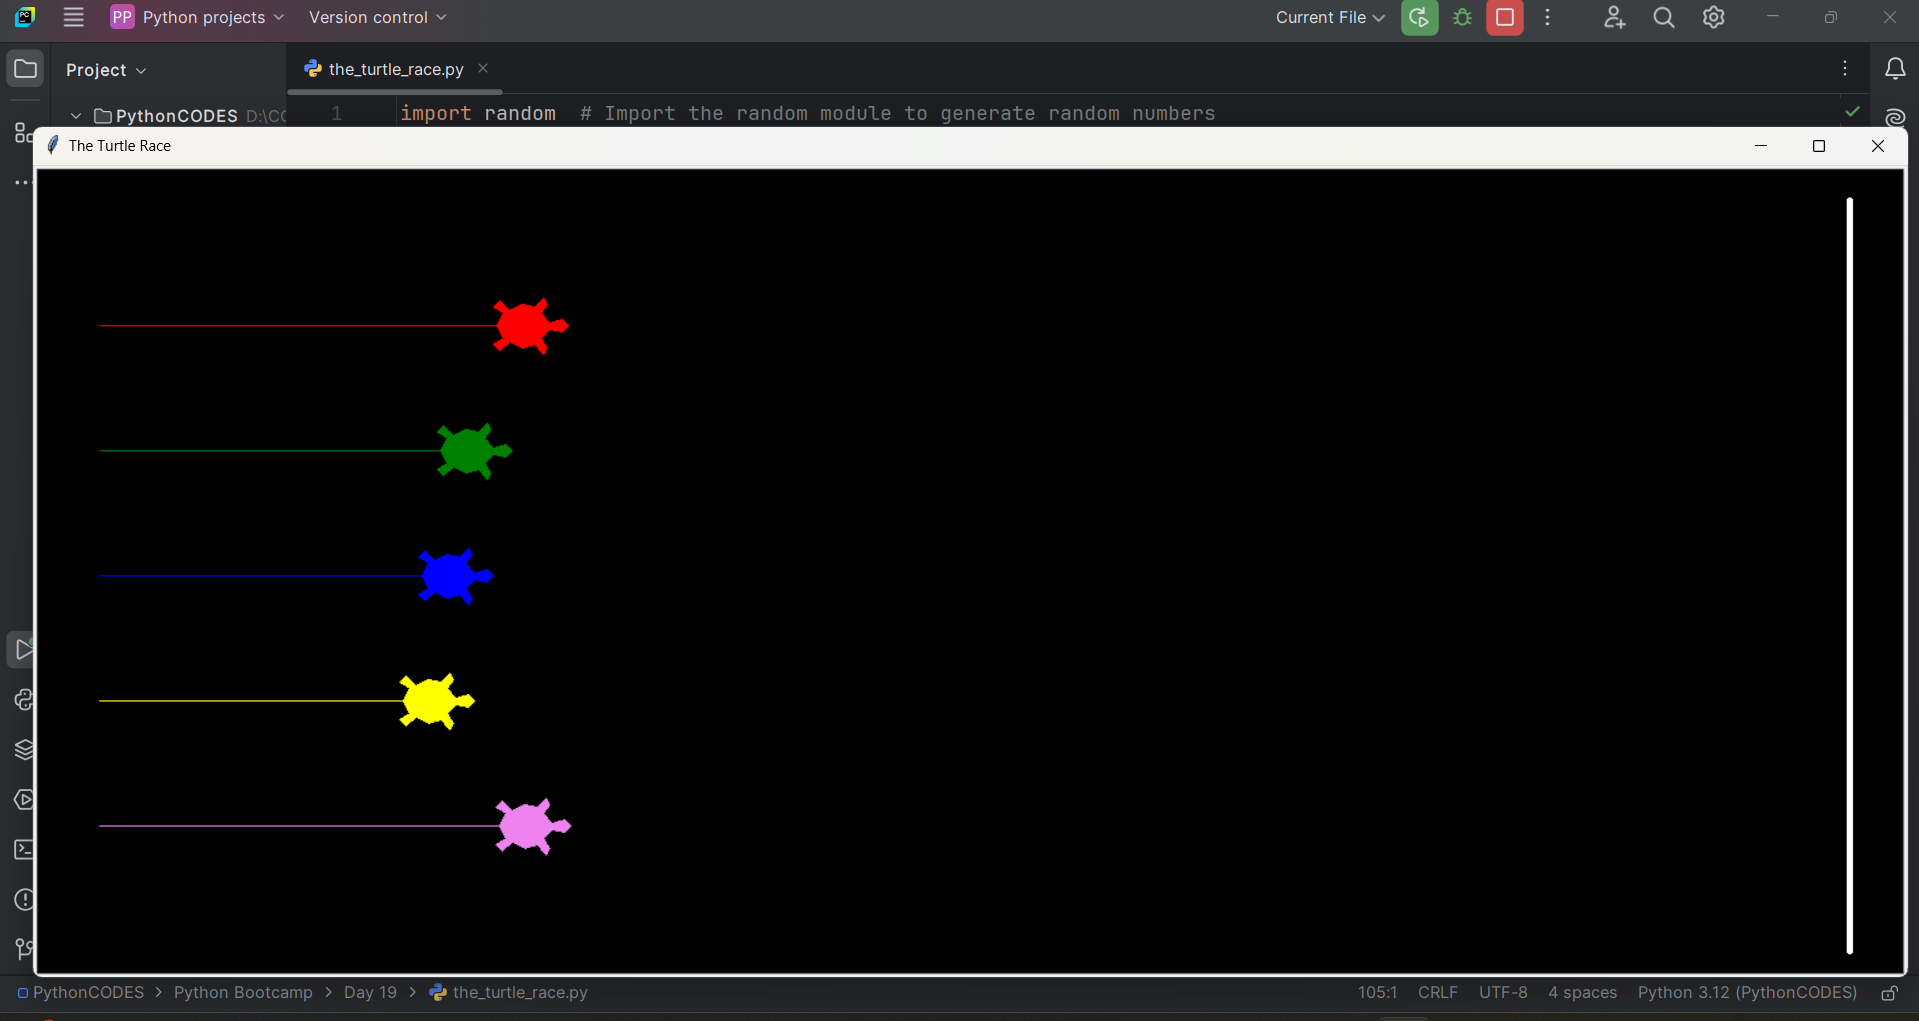 PP Python projects Version control Current File
Project the_turtle_race.py
PythonCODES D:\CO
1 import random # Import the random module to generate random numbers
The Turtle Race
PythonCODES > Python Bootcamp > Day 19 > the_turtle_race.py 105:1 CRLF UTF-8 4 spaces Python 3.12 (PythonCODES)